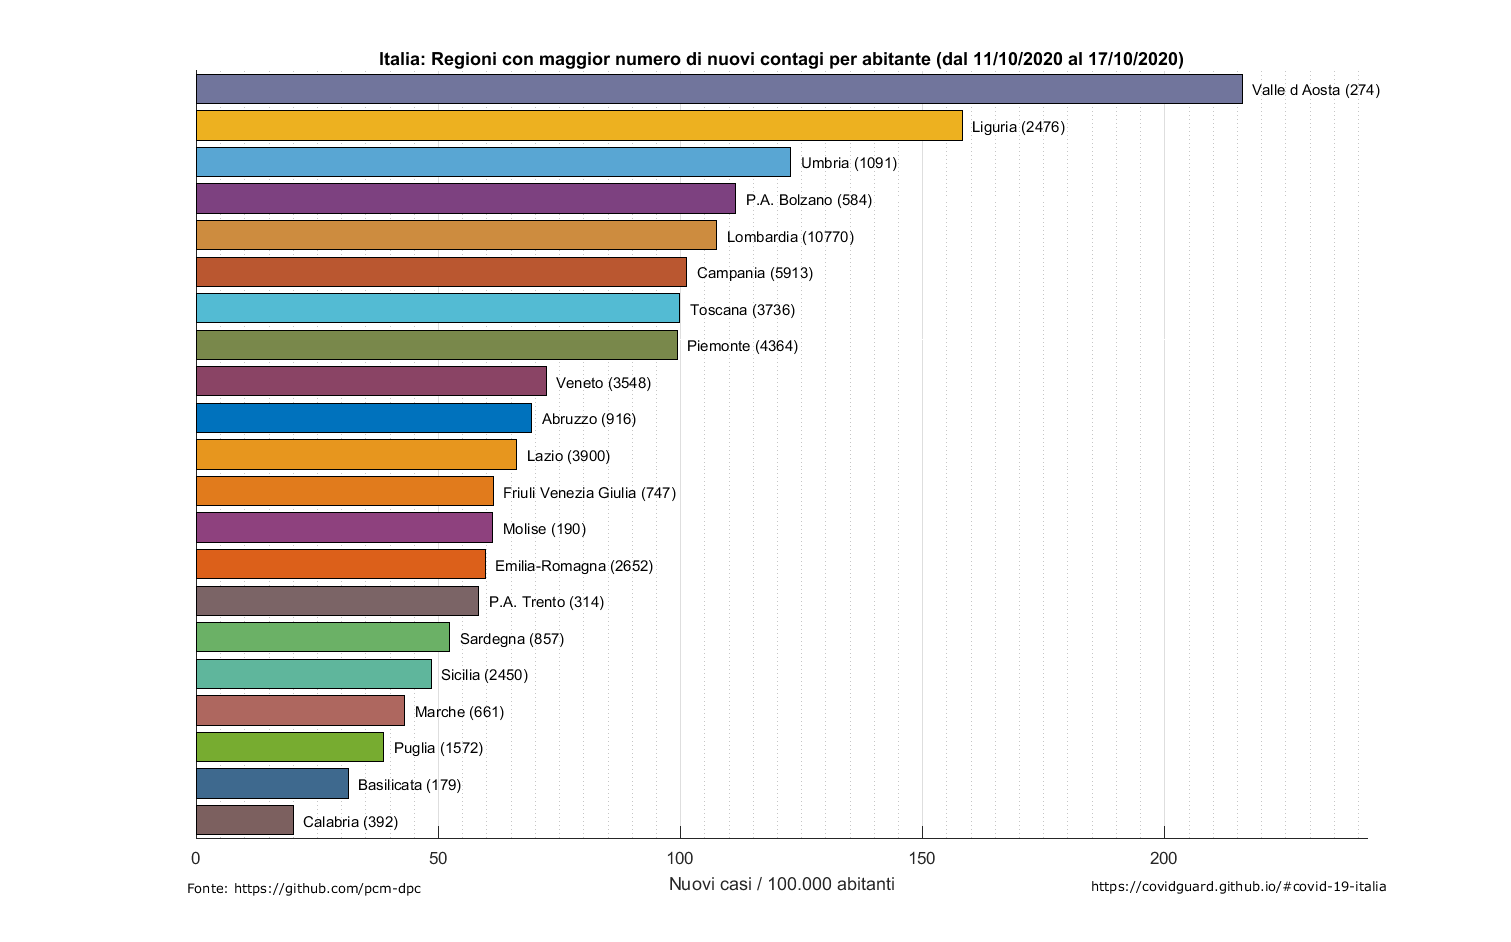 Italia: Regioni con maggior numero di nuovi contagi per abitante (dal 11/10/2020 al 17/10/2020)
Valle d Aosta (274)
Liguria (2476)
Umbria (1091)
P.A. Bolzano (584)
Lombardia (10770)
Campania (5913)
Toscana (3736)
Piemonte (4364)
Veneto (3548)
Abruzzo (916)
Lazio (3900)
Friuli Venezia Giulia (747)
Molise (190)
Emilia-Romagna (2652)
P.A. Trento (314)
Sardegna (857)
Sicilia (2450)
Marche (661)
Puglia (1572)
Basilicata (179)
Calabria (392)
0 50 100 150 200
Nuovi casi / 100.000 abitanti
Fonte: https://github.com/pcm-dpc
https://covidguard.github.io/#covid-19-italia